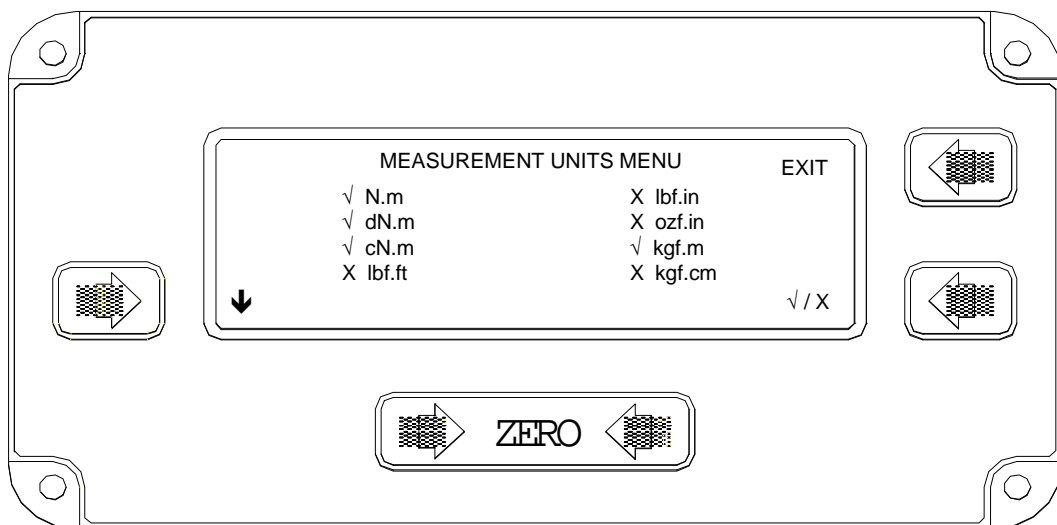 MEASUREMENT UNITS MENU
EXIT
√ N.m
√ dN.m
√ cN.m
X lbf.ft
X lbf.in
X ozf.in
√ kgf.m
X kgf.cm
√ / X
ZERO